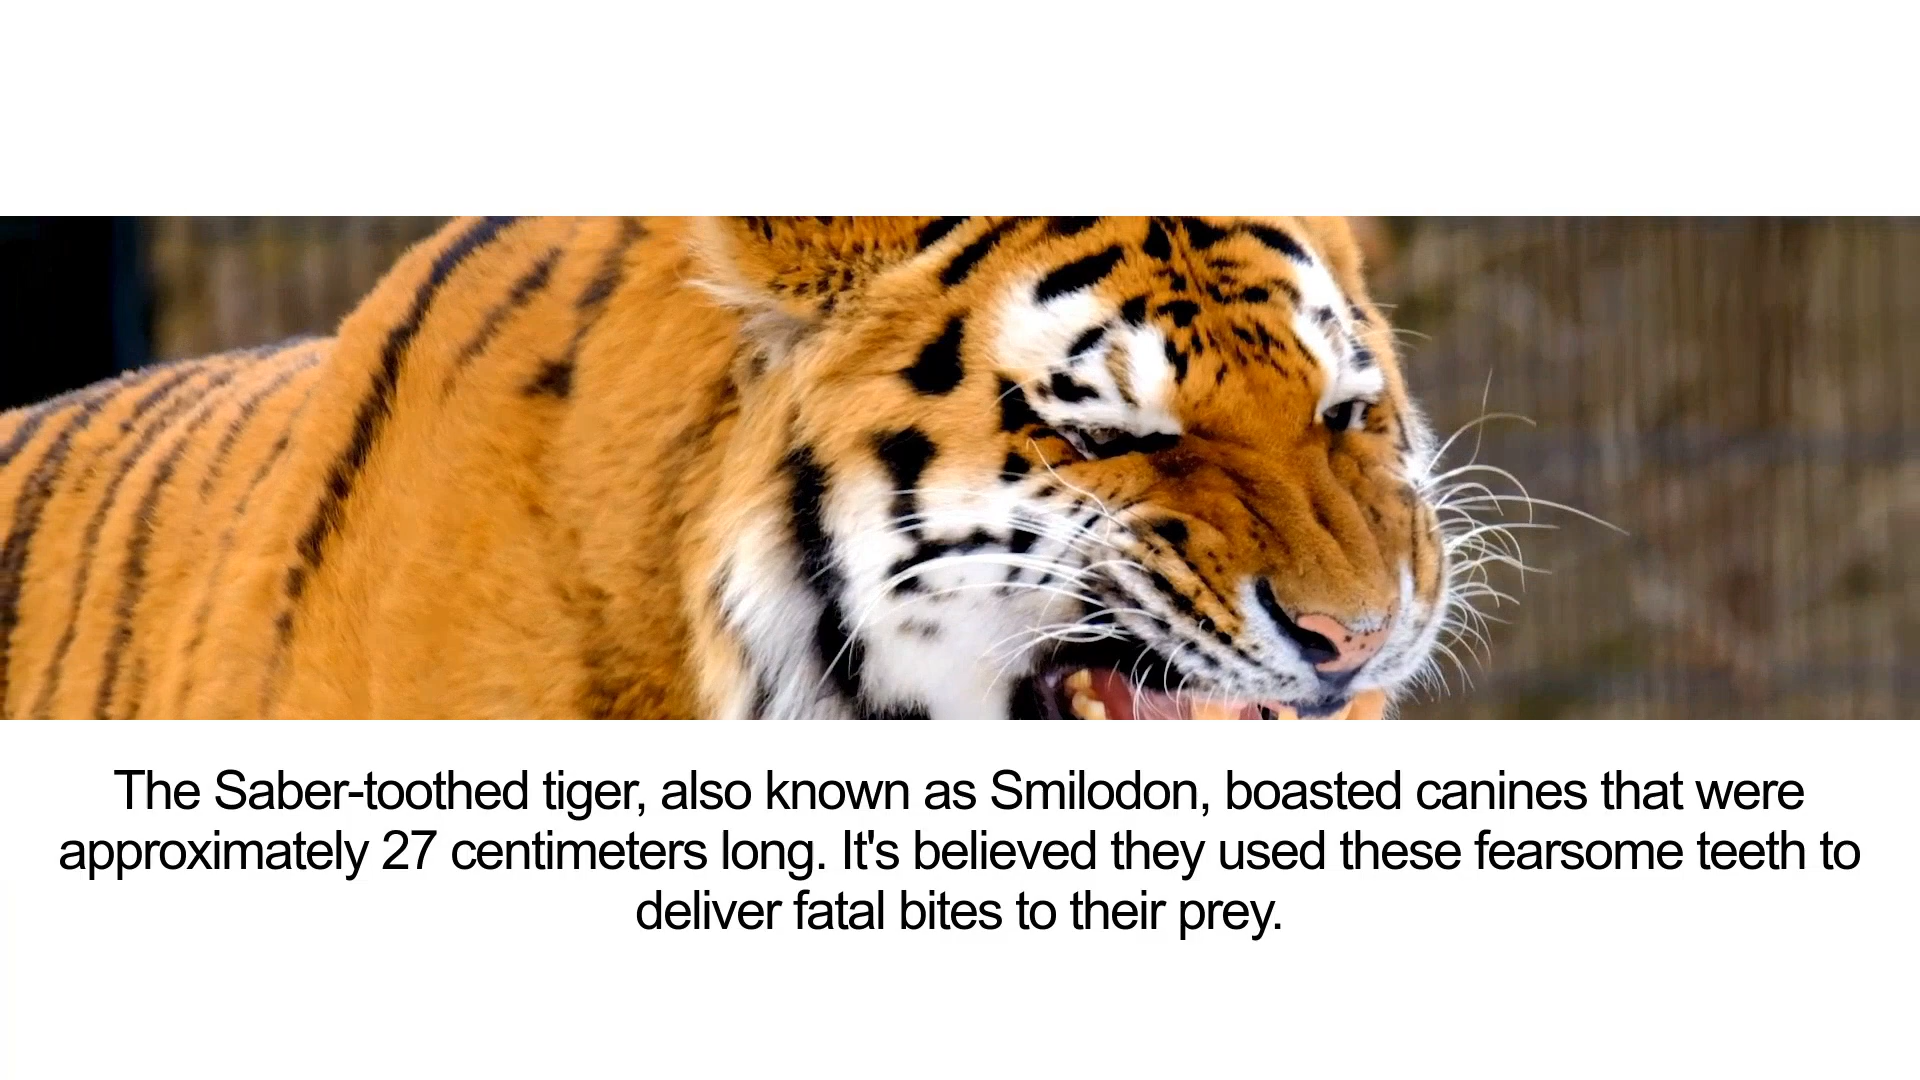 The Saber-toothed tiger, also known as Smilodon, boasted canines that were
approximately 27 centimeters long. It's believed they used these fearsome teeth to
deliver fatal bites to their prey.